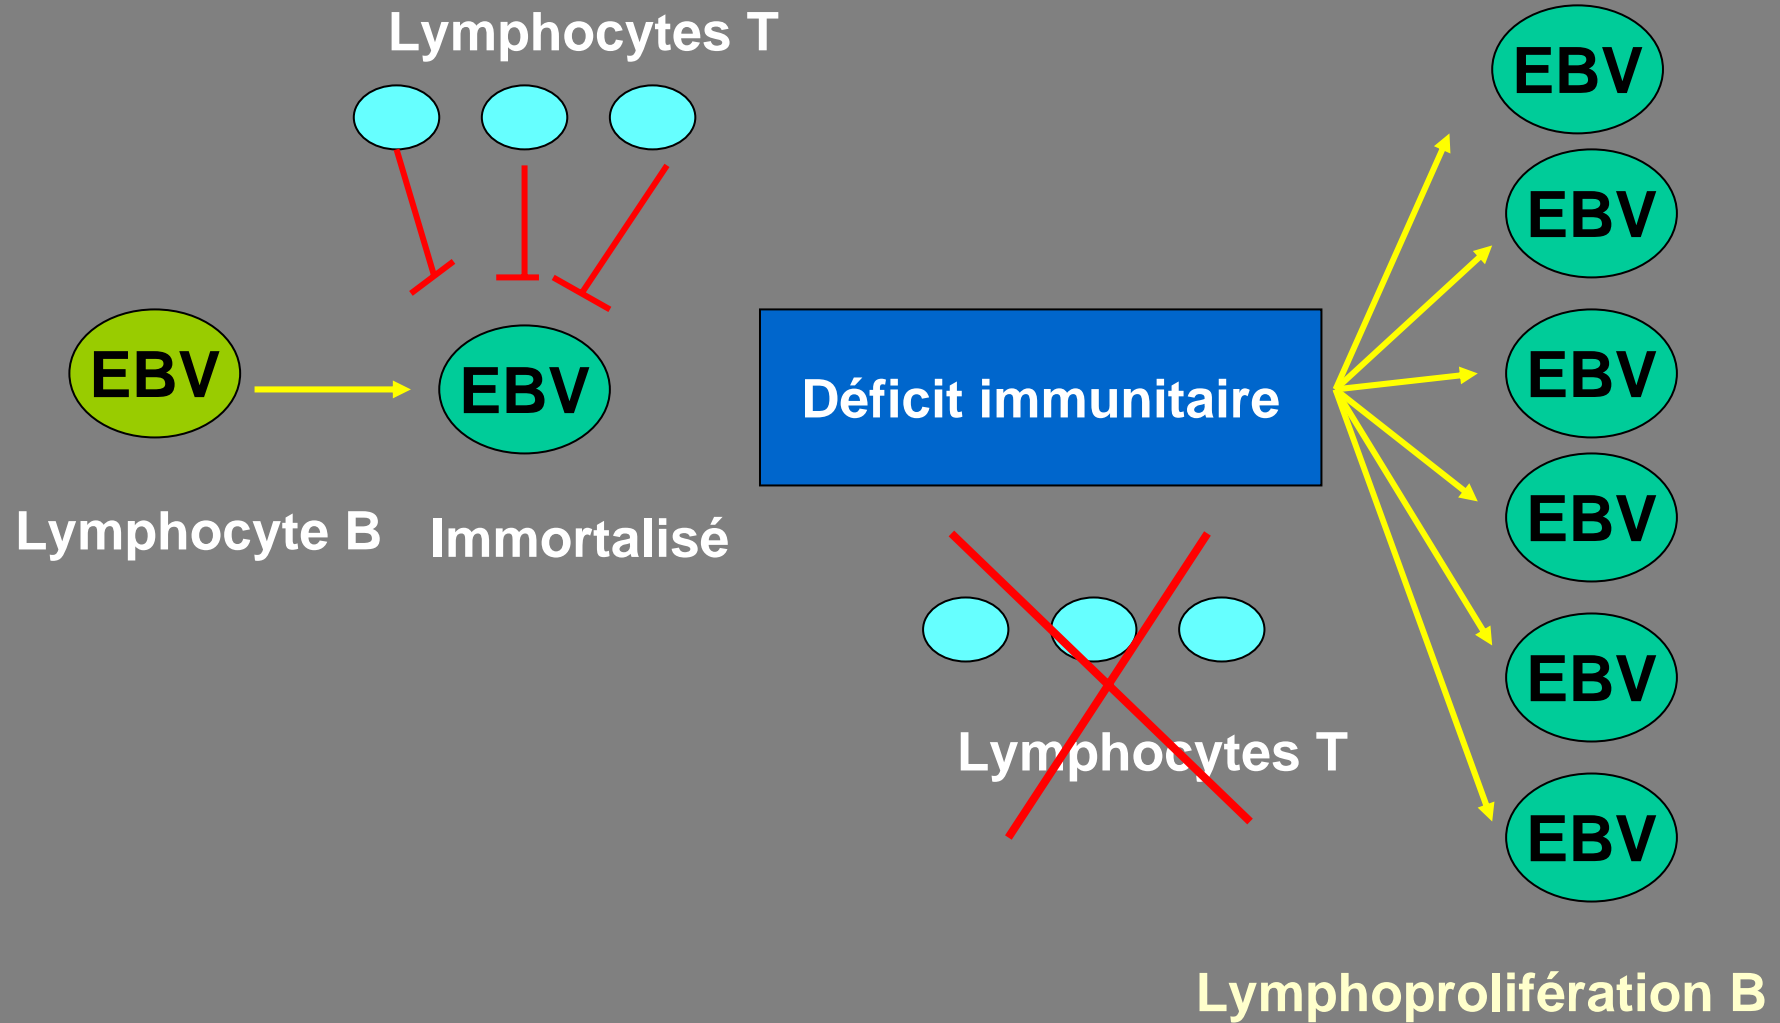 Lymphocytes T
EBV
EBV
Lymphocyte B
Immortalisé
Déficit immunitaire
Lymphocytes T
EBV
EBV
EBV
EBV
EBV
EBV
Lymphoprolifération B